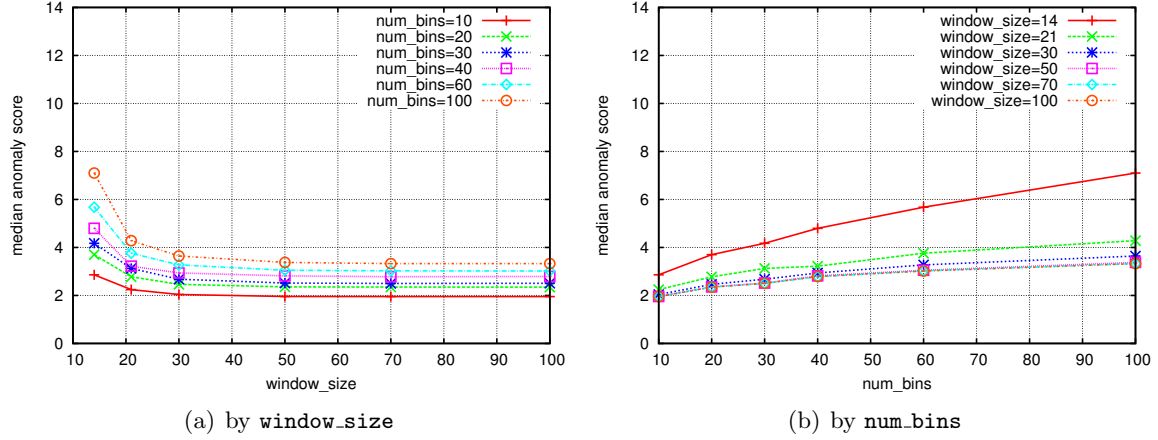 14
12
10
8
6
4
2
0
median anomaly score
num_bins=10
num_bins=20
num_bins=30
num_bins=40
num_bins=60
num_bins=100
10 20 30 40 50 60 70 80 90 100
window_size
(a) by window_size
14
12
10
8
6
4
2
0
median anomaly score
window_size=14
window_size=21
window_size=30
window_size=50
window_size=70
window_size=100
10 20 30 40 50 60 70 80 90 100
num_bins
(b) by num_bins